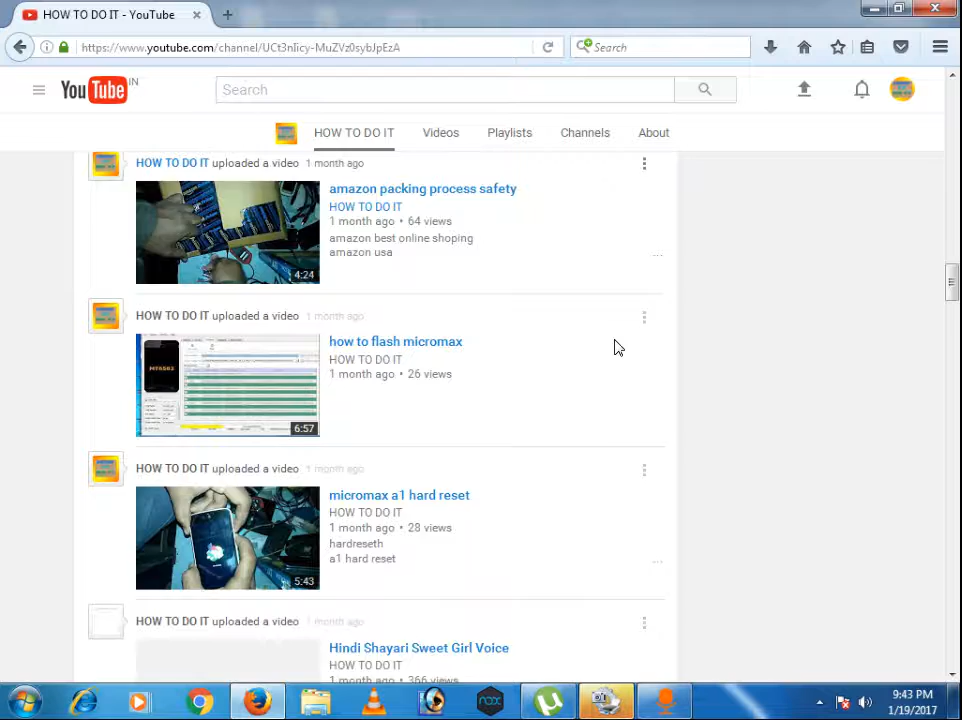 HOW TO DO IT - YouTube
https://www.youtube.com/channel/UCt3nIicy-MuZVz0sybJpEzA
Search
YouTube IN
Search
HOW TO DO IT Videos Playlists Channels About
HOW TO DO IT uploaded a video 1 month ago
amazon packing process safety
HOW TO DO IT
1 month ago • 64 views
amazon best online shoping
amazon usa
...
4:24
HOW TO DO IT uploaded a video 1 month ago
how to flash micromax
HOW TO DO IT
1 month ago • 26 views
6:57
HOW TO DO IT uploaded a video 1 month ago
micromax a1 hard reset
HOW TO DO IT
1 month ago • 28 views
hardreseth
a1 hard reset
...
5:43
HOW TO DO IT uploaded a video 1 month ago
Hindi Shayari Sweet Girl Voice
HOW TO DO IT
1 month ago • 366 views
nox
9:43 PM
1/19/2017